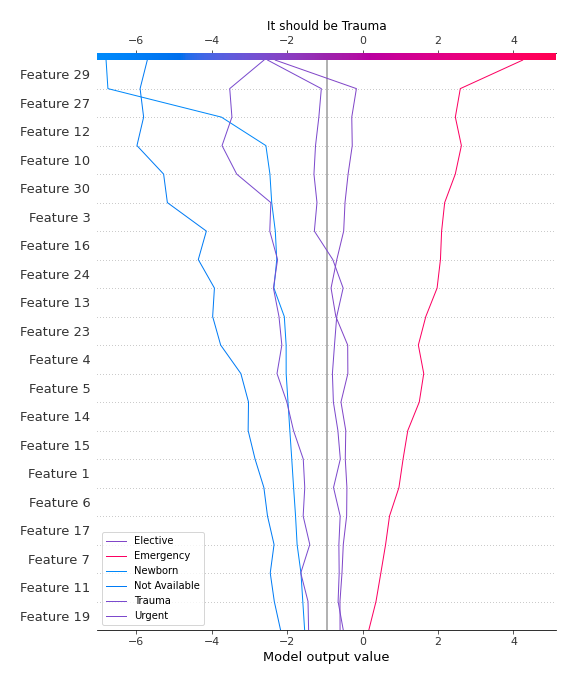 It should be Trauma
−6 −4 −2 0 2 4
Feature 29
Feature 27
Feature 12
Feature 10
Feature 30
Feature 3
Feature 16
Feature 24
Feature 13
Feature 23
Feature 4
Feature 5
Feature 14
Feature 15
Feature 1
Feature 6
Feature 17
Feature 7
Feature 11
Feature 19
Elective
Emergency
Newborn
Not Available
Trauma
Urgent
−6 −4 −2 0 2 4
Model output value